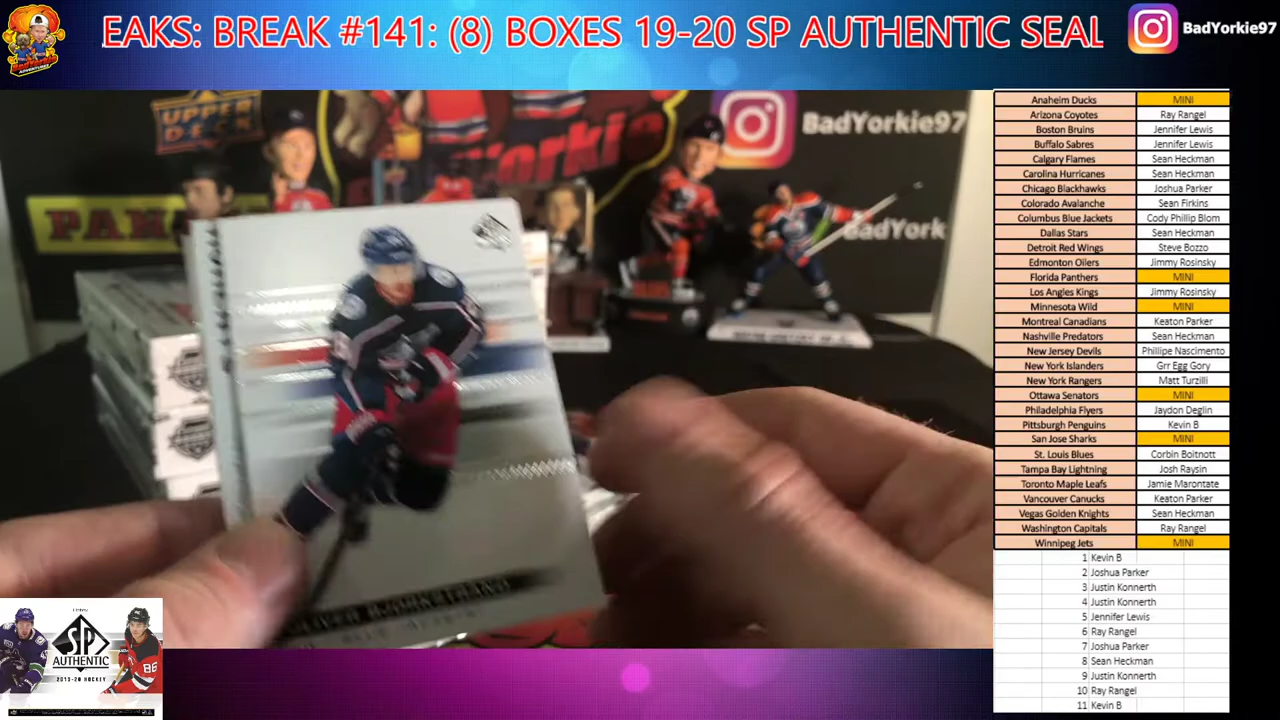 EAKS: BREAK #141: (8) BOXES 19-20 SP AUTHENTIC SEAL
BadYorkie97
UPPER DECK
BadYorkie97
BadYork
Anaheim Ducks MINI
Arizona Coyotes Ray Rangel
Boston Bruins Jennifer Lewis
Buffalo Sabres Jennifer Lewis
Calgary Flames Sean Heckman
Carolina Hurricanes Sean Heckman
Chicago Blackhawks Joshua Parker
Colorado Avalanche Sean Firkins
Columbus Blue Jackets Cody Phillip Blom
Dallas Stars Sean Heckman
Detroit Red Wings Steve Bozzo
Edmonton Oilers Jimmy Rosinsky
Florida Panthers MINI
Los Angles Kings Jimmy Rosinsky
Minnesota Wild MINI
Montreal Canadians Keaton Parker
Nashville Predators Sean Heckman
New Jersey Devils Phillipe Nascimento
New York Islanders Grr Egg Gory
New York Rangers Matt Turzilli
Ottawa Senators MINI
Philadelphia Flyers Jaydon Deglin
Pittsburgh Penguins Kevin B
San Jose Sharks MINI
St. Louis Blues Corbin Boitnott
Tampa Bay Lightning Josh Raysin
Toronto Maple Leafs Jamie Marontate
Vancouver Canucks Keaton Parker
Vegas Golden Knights Sean Heckman
Washington Capitals Ray Rangel
Winnipeg Jets MINI
1 Kevin B
2 Joshua Parker
3 Justin Konnerth
4 Justin Konnerth
5 Jennifer Lewis
6 Ray Rangel
7 Joshua Parker
8 Sean Heckman
9 Justin Konnerth
10 Ray Rangel
11 Kevin B
SP
AUTHENTIC
2019-20 HOCKEY
86